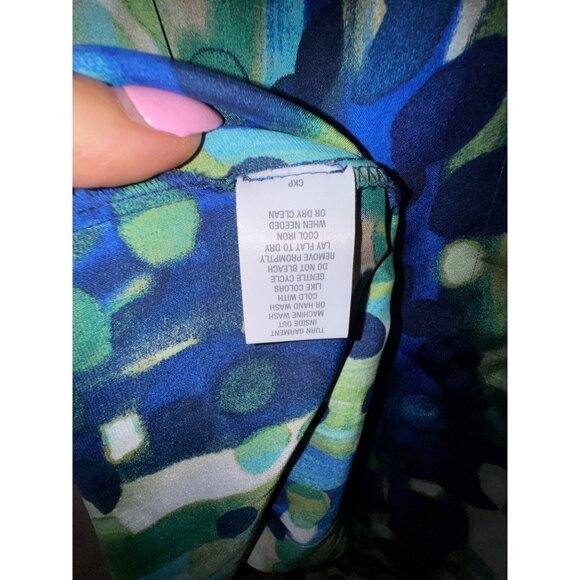 TURN GARMENT
INSIDE OUT
MACHINE WASH
OR HAND WASH
COLD WITH
LIKE COLORS
GENTLE CYCLE
DO NOT BLEACH
REMOVE PROMPTLY
LAY FLAT TO DRY
COOL IRON
WHEN NEEDED
OR DRY CLEAN
CKP